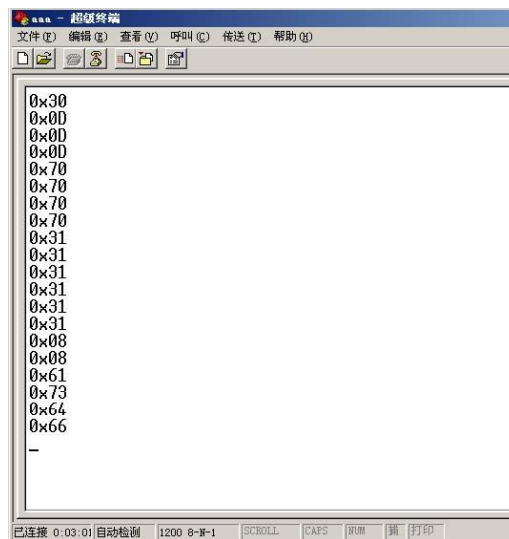 aaa - 超级终端
文件(F) 编辑(E) 查看(V) 呼叫(C) 传送(T) 帮助(H)
0x30
0x0D
0x0D
0x0D
0x70
0x70
0x70
0x70
0x31
0x31
0x31
0x31
0x31
0x31
0x08
0x08
0x61
0x73
0x64
0x66
_
已连接 0:03:01 自动检测 1200 8-N-1 SCROLL CAPS NUM 捕 打印